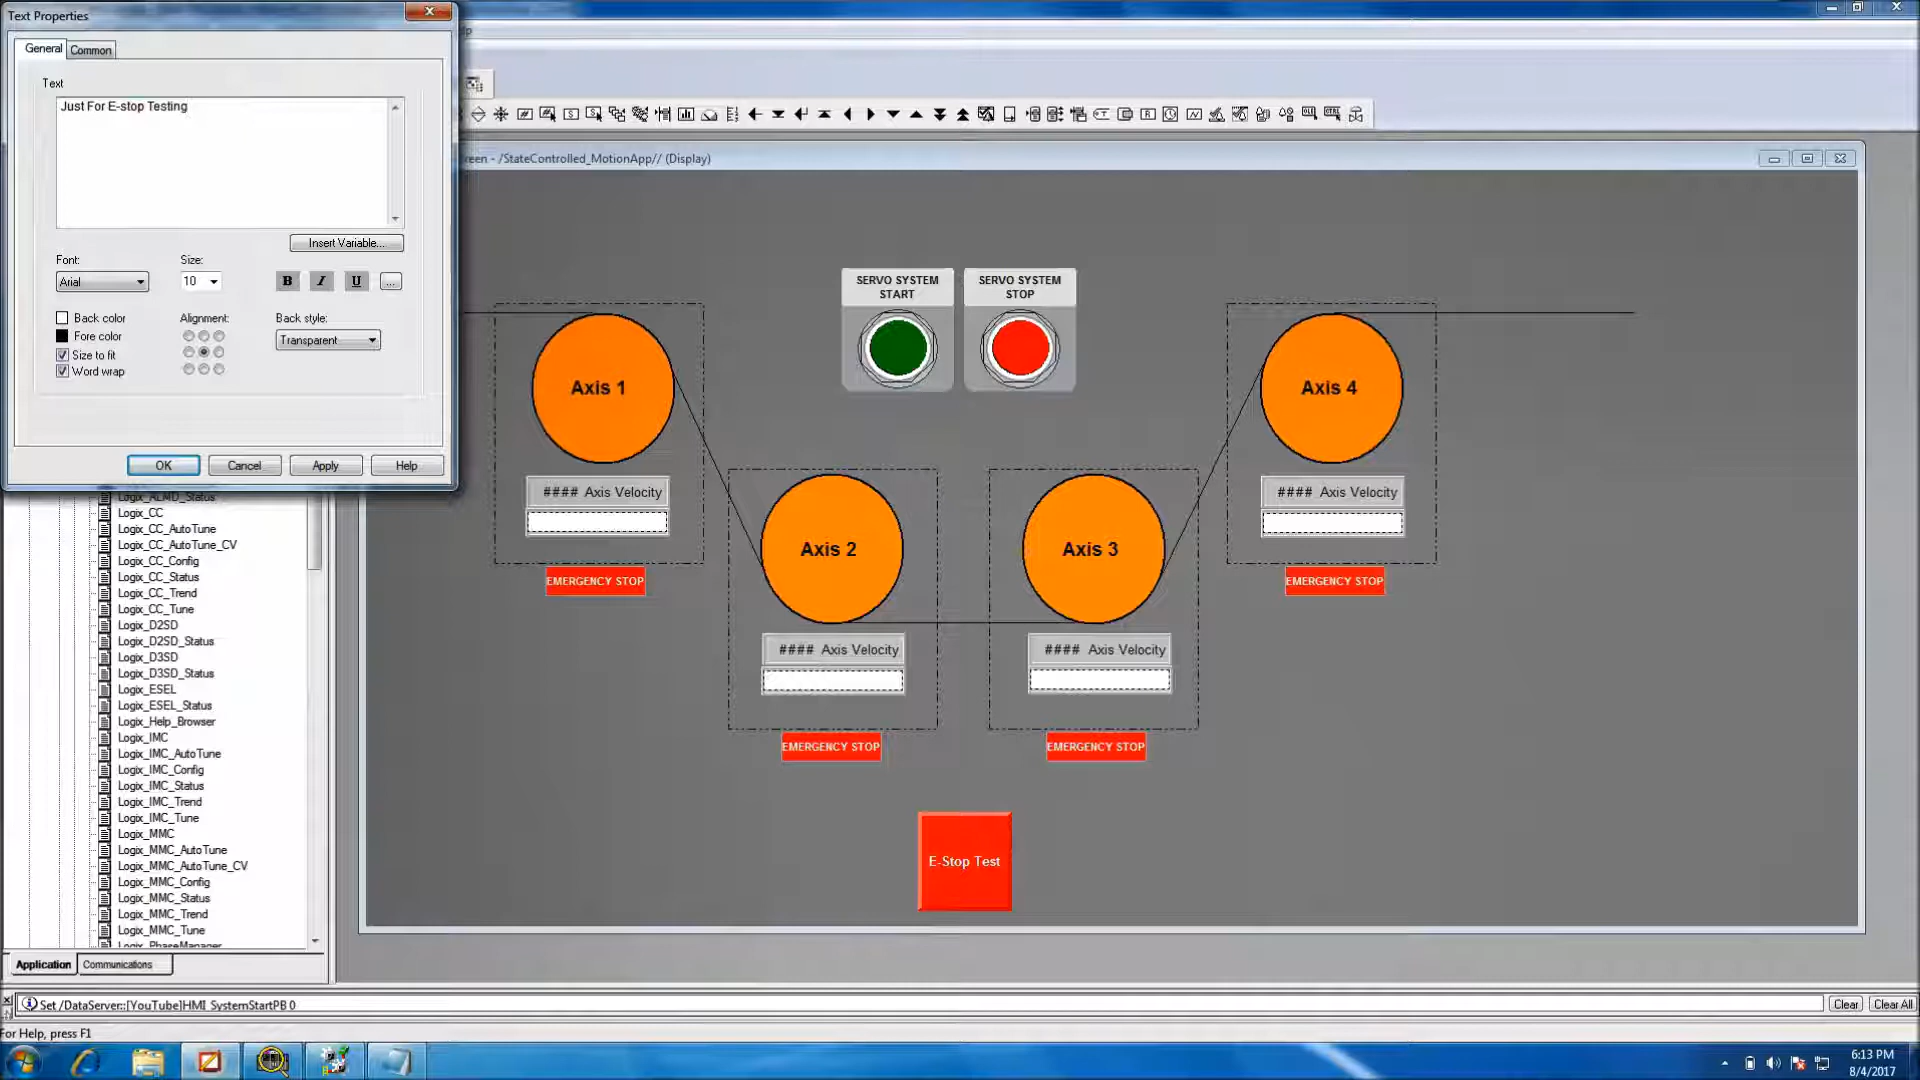 Text Properties
General
Common
Text
Just For E-stop Testing
Insert Variable...
Font:
Size:
Arial
10
B
I
U
...
Back color
Fore color
Size to fit
Word wrap
Alignment:
Back style:
Transparent
OK
Cancel
Apply
Help
reen - /StateControlled_MotionApp// (Display)
SERVO SYSTEM
START
SERVO SYSTEM
STOP
Axis 1
Axis 4
#### Axis Velocity
#### Axis Velocity
Axis 2
Axis 3
EMERGENCY STOP
EMERGENCY STOP
#### Axis Velocity
#### Axis Velocity
EMERGENCY STOP
EMERGENCY STOP
E-Stop Test
Logix_ALMD_Status
Logix_CC
Logix_CC_AutoTune
Logix_CC_AutoTune_CV
Logix_CC_Config
Logix_CC_Status
Logix_CC_Trend
Logix_CC_Tune
Logix_D2SD
Logix_D2SD_Status
Logix_D3SD
Logix_D3SD_Status
Logix_ESEL
Logix_ESEL_Status
Logix_Help_Browser
Logix_IMC
Logix_IMC_AutoTune
Logix_IMC_Config
Logix_IMC_Status
Logix_IMC_Trend
Logix_IMC_Tune
Logix_MMC
Logix_MMC_AutoTune
Logix_MMC_AutoTune_CV
Logix_MMC_Config
Logix_MMC_Status
Logix_MMC_Trend
Logix_MMC_Tune
Logix_PhaseManager
Application
Communications
Set /DataServer::[YouTube]HMI_SystemStartPB 0
Clear
Clear All
For Help, press F1
6:13 PM
8/4/2017